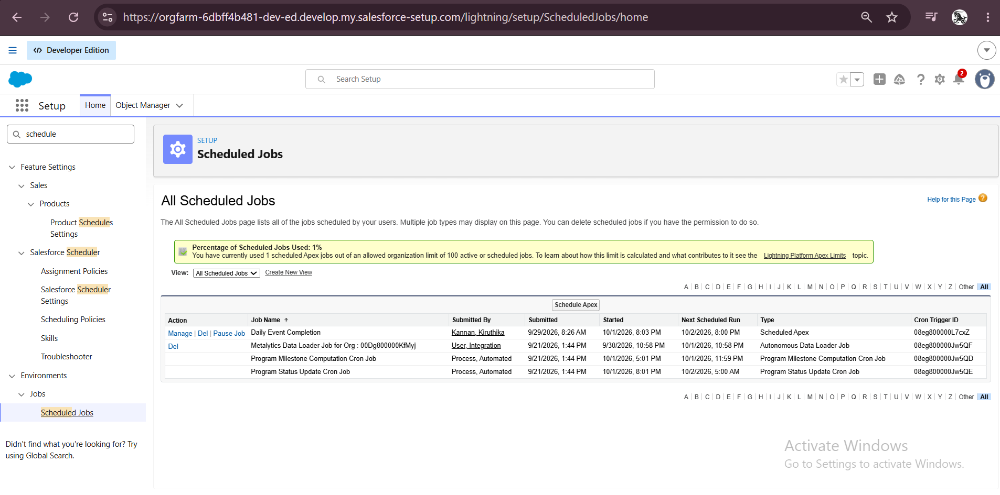 https://orgfarm-6dbff4b481-dev-ed.develop.my.salesforce-setup.com/lightning/setup/ScheduledJobs/home
Developer Edition
Search Setup
2
Setup
Home
Object Manager
schedule
Feature Settings
Sales
Products
Product Schedules
Settings
Salesforce Scheduler
Assignment Policies
Salesforce Scheduler
Settings
Scheduling Policies
Skills
Troubleshooter
Environments
Jobs
Scheduled Jobs
Didn't find what you're looking for? Try
using Global Search.
SETUP
Scheduled Jobs
All Scheduled Jobs
Help for this Page ?
The All Scheduled Jobs page lists all of the jobs scheduled by your users. Multiple job types may display on this page. You can delete scheduled jobs if you have the permission to do so.
Percentage of Scheduled Jobs Used: 1%
You have currently used 1 scheduled Apex jobs out of an allowed organization limit of 100 active or scheduled jobs. To learn about how this limit is calculated and what contributes to it see the Lightning Platform Apex Limits topic.
View: All Scheduled Jobs Create New View
A | B | C | D | E | F | G | H | I | J | K | L | M | N | O | P | Q | R | S | T | U | V | W | X | Y | Z | Other All
Schedule Apex
Action Job Name Submitted By Submitted Started Next Scheduled Run Type Cron Trigger ID
Manage | Del | Pause Job Daily Event Completion Kannan, Kiruthika 9/29/2026, 8:26 AM 10/1/2026, 8:03 PM 10/2/2026, 8:00 PM Scheduled Apex 08eg800000L7cxZ
Del Metalytics Data Loader Job for Org : 00Dg800000KfMyj User, Integration 9/21/2026, 1:44 PM 9/30/2026, 10:58 PM 10/1/2026, 10:58 PM Autonomous Data Loader Job 08eg800000Jw5QF
Program Milestone Computation Cron Job Process, Automated 9/21/2026, 1:44 PM 10/1/2026, 5:01 PM 10/1/2026, 11:59 PM Program Milestone Computation Cron Job 08eg800000Jw5QD
Program Status Update Cron Job Process, Automated 9/21/2026, 1:44 PM 10/1/2026, 8:01 PM 10/2/2026, 5:00 AM Program Status Update Cron Job 08eg800000Jw5QE
A | B | C | D | E | F | G | H | I | J | K | L | M | N | O | P | Q | R | S | T | U | V | W | X | Y | Z | Other All
Activate Windows
Go to Settings to activate Windows.